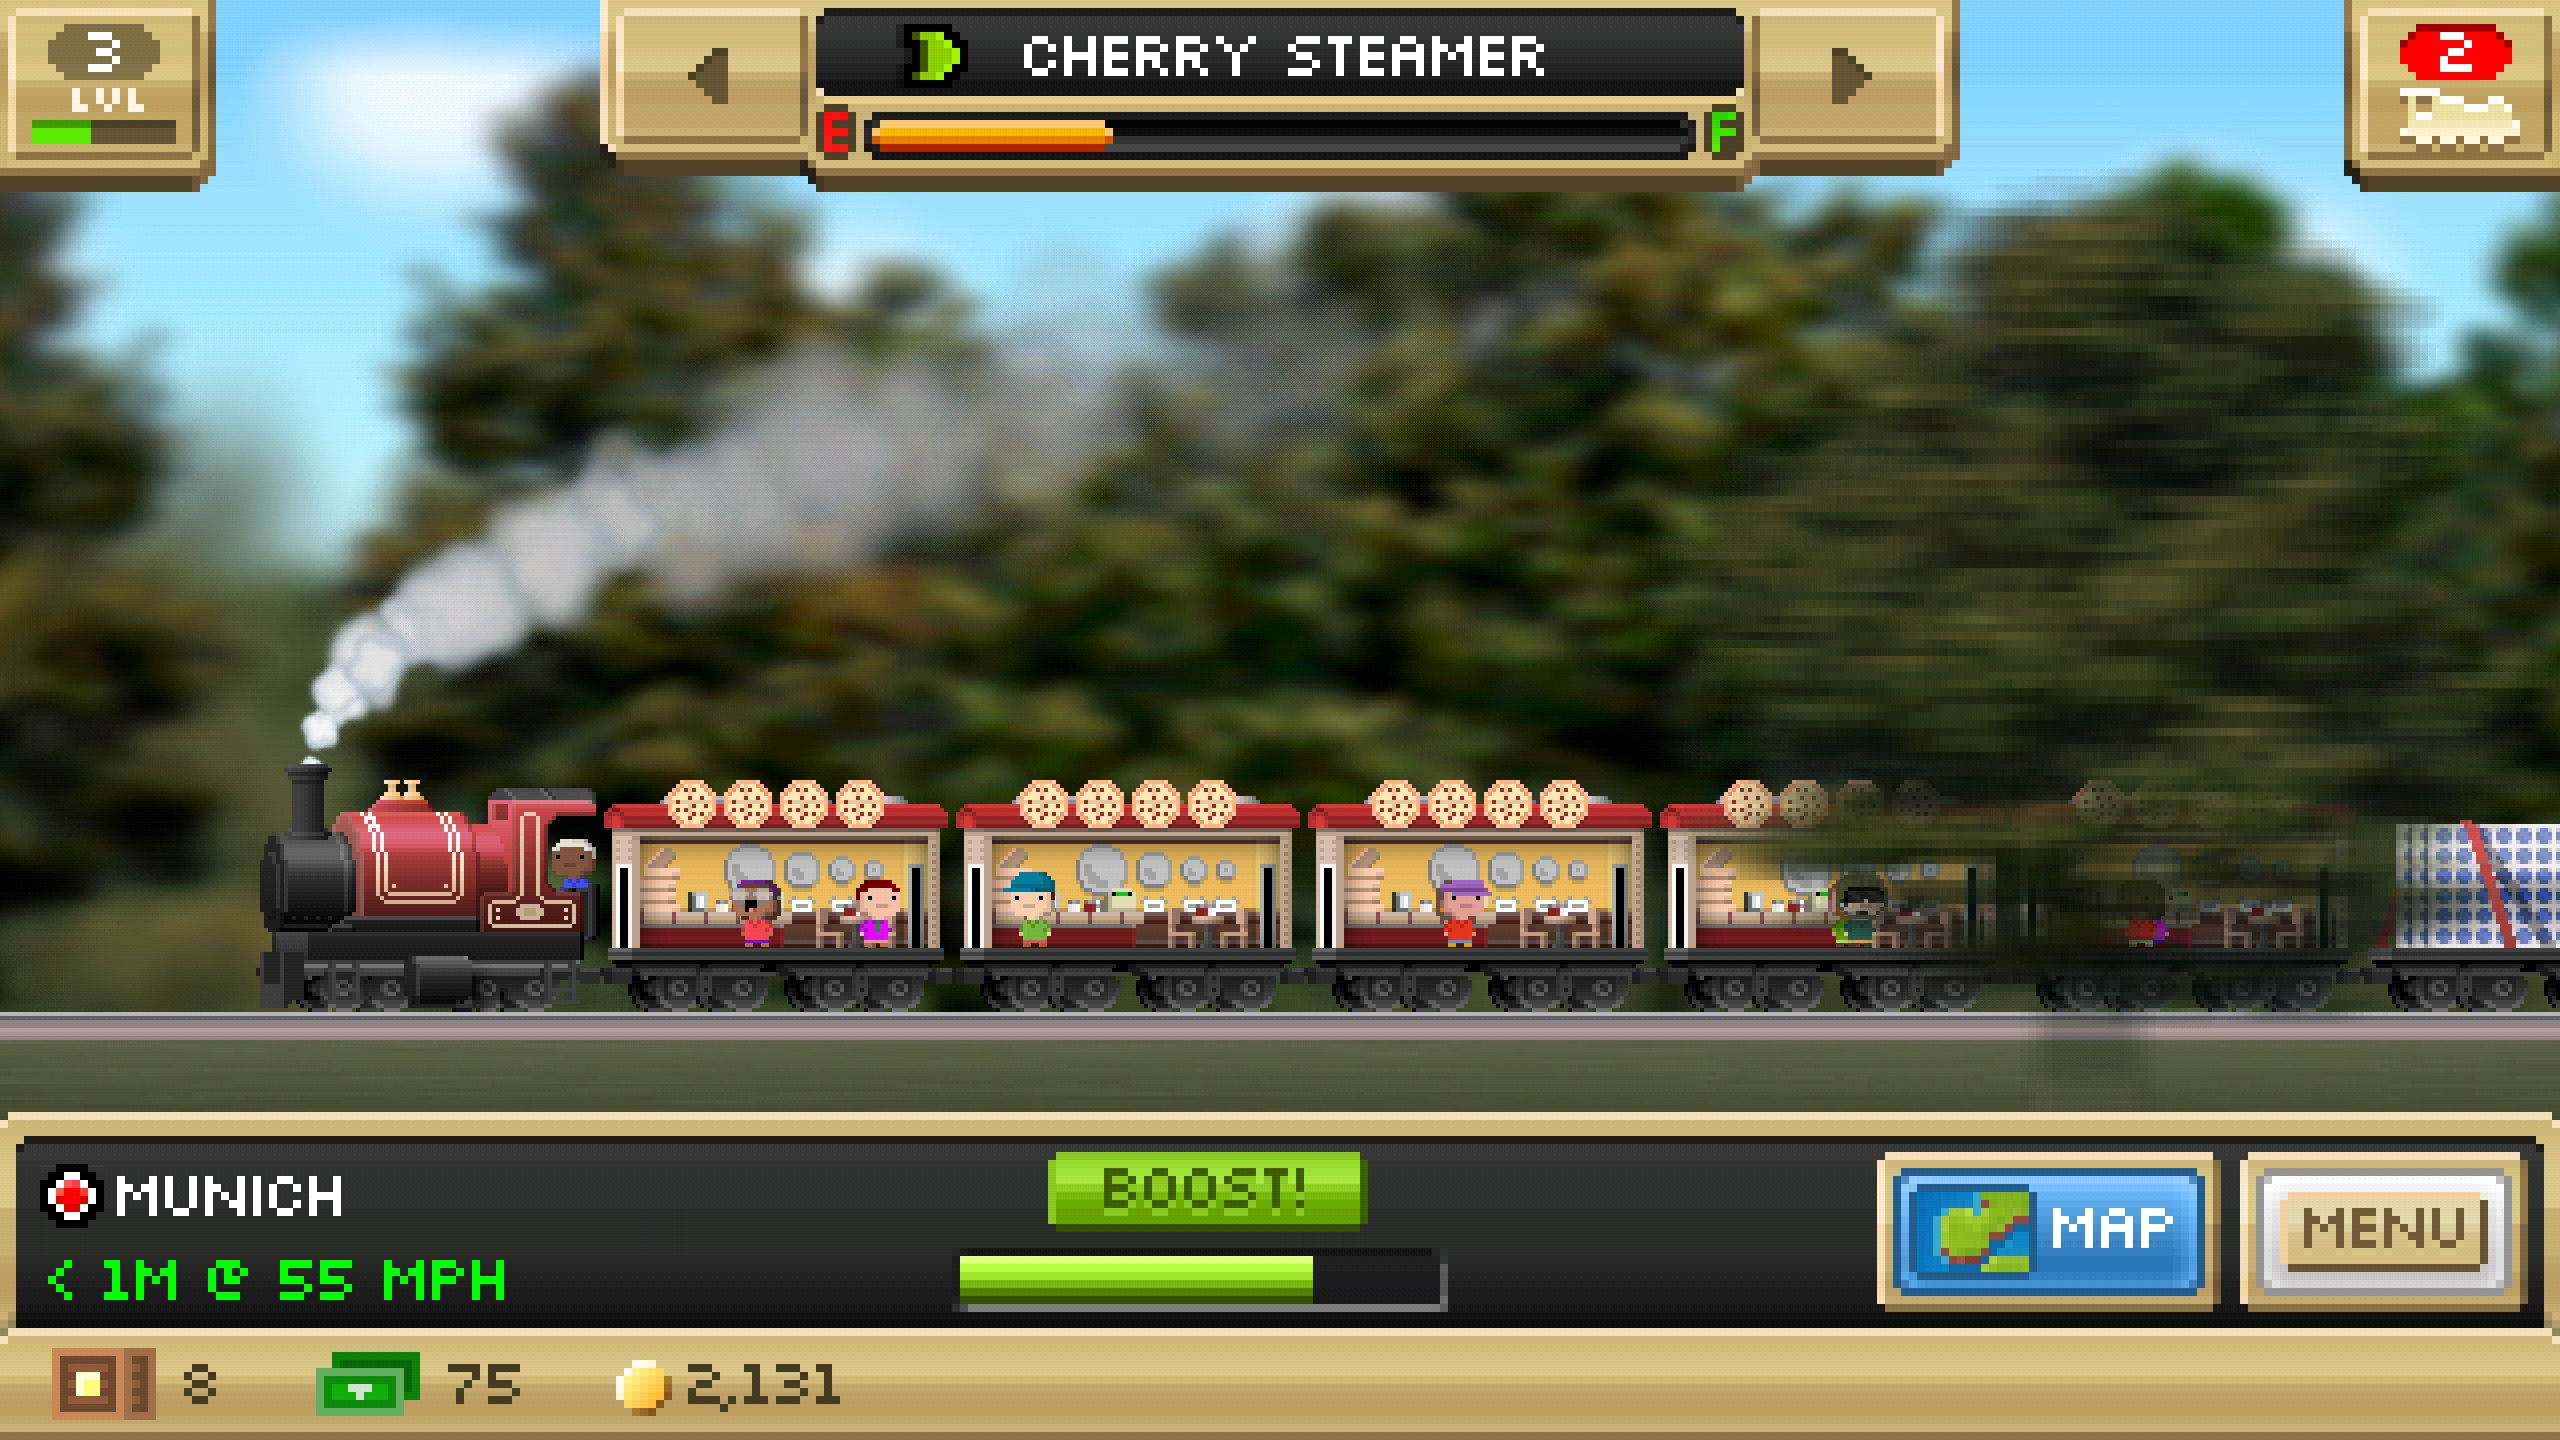 3
LVL
CHERRY STEAMER
E F
2
MUNICH
< 1M @ 55 MPH
BOOST!
MAP
MENU
8
75
2,131